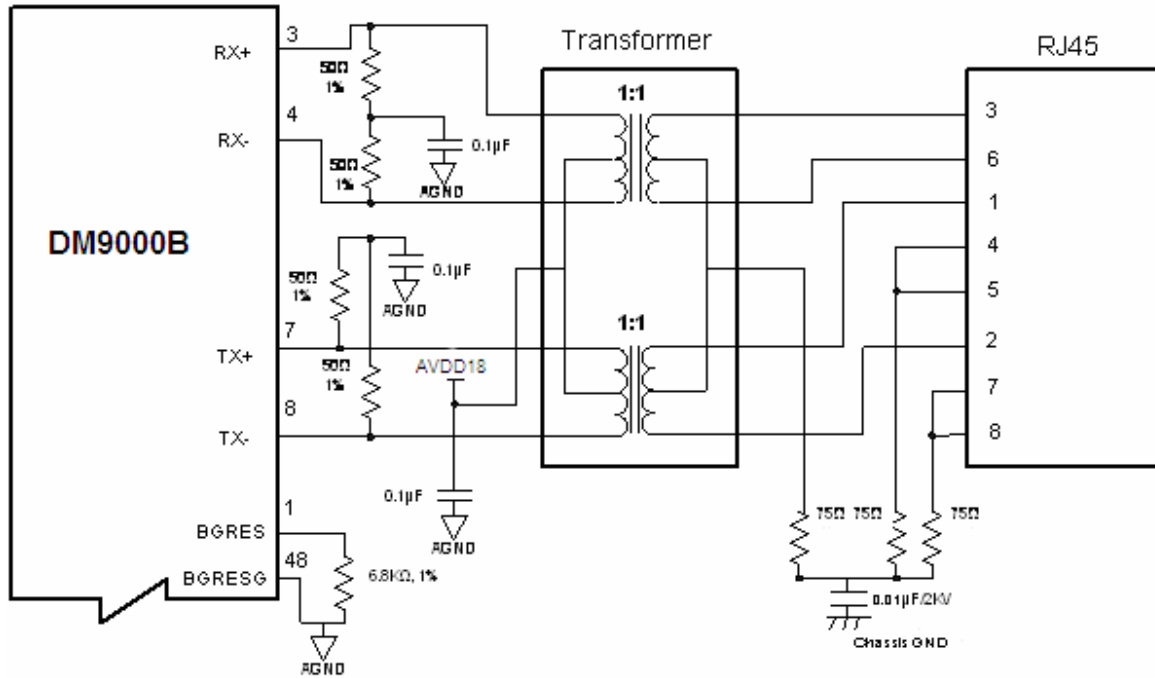 DM9000B
RX+
3
RX-
4
50Ω
1%
50Ω
1%
0.1µF
AGND
50Ω
1%
0.1µF
AGND
TX+
7
50Ω
1%
TX-
8
AVDD18
0.1µF
AGND
BGRES
1
BGRESG
48
6.8KΩ, 1%
AGND
Transformer
1:1
1:1
RJ45
3
6
1
4
5
2
7
8
75Ω 75Ω 75Ω
0.01µF/2KV
Chassis GND